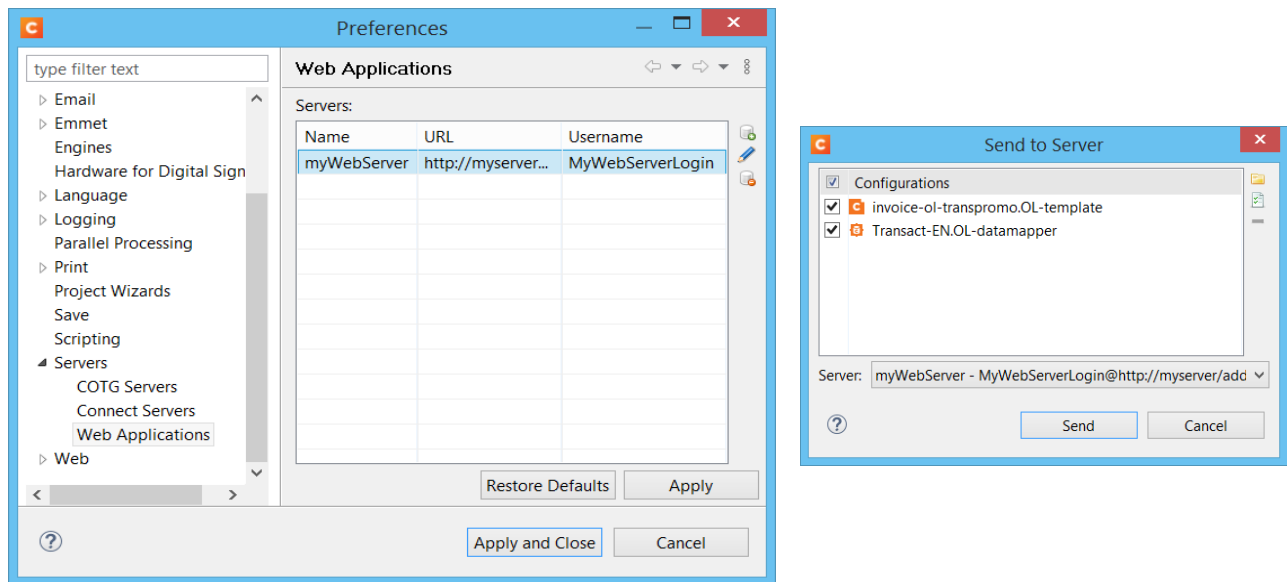 Preferences
type filter text
Email
Emmet
Engines
Hardware for Digital Sign
Language
Logging
Parallel Processing
Print
Project Wizards
Save
Scripting
Servers
COTG Servers
Connect Servers
Web Applications
Web
Web Applications
Servers:
Name URL Username
myWebServer http://myserver... MyWebServerLogin
Restore Defaults Apply
Apply and Close Cancel
Send to Server
Configurations
invoice-ol-transpromo.OL-template
Transact-EN.OL-datamapper
Server: myWebServer - MyWebServerLogin@http://myserver/add
Send Cancel